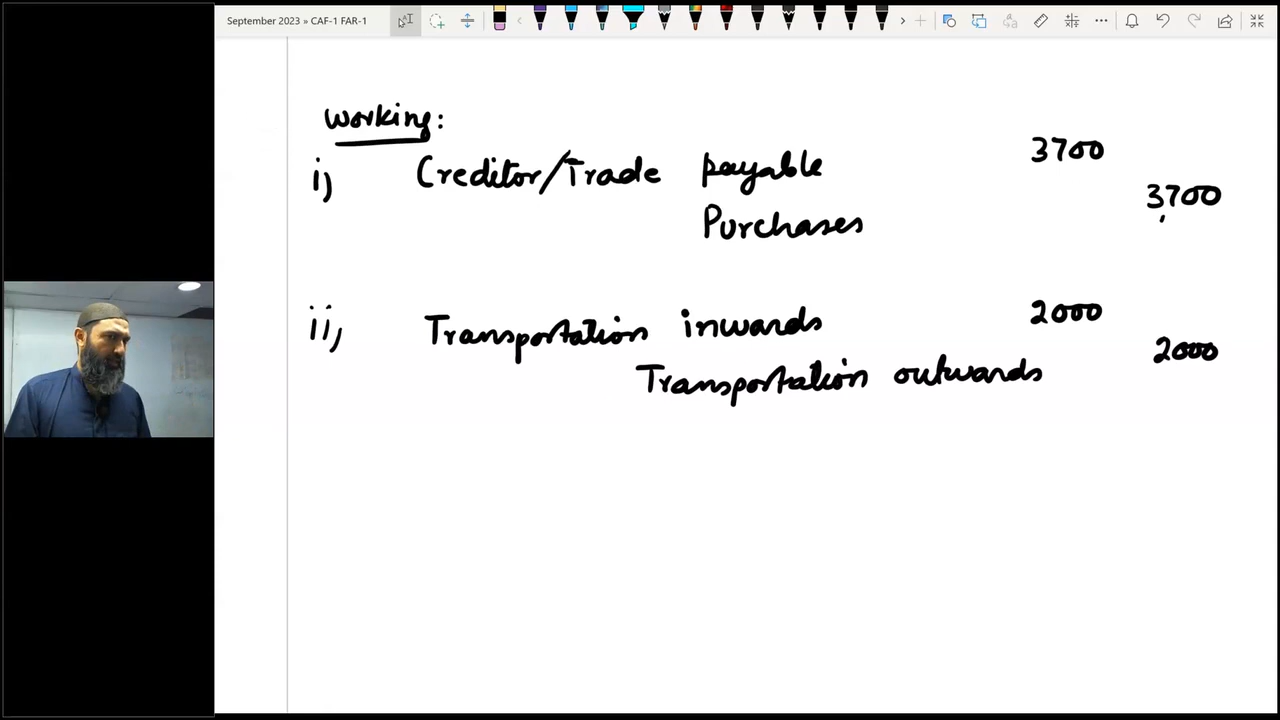 September 2023 » CAF-1 FAR-1
Working:
i) Creditor/Trade payable 3700
Purchases 3700
ii) Transportation inwards 2000
Transportation outwards 2000